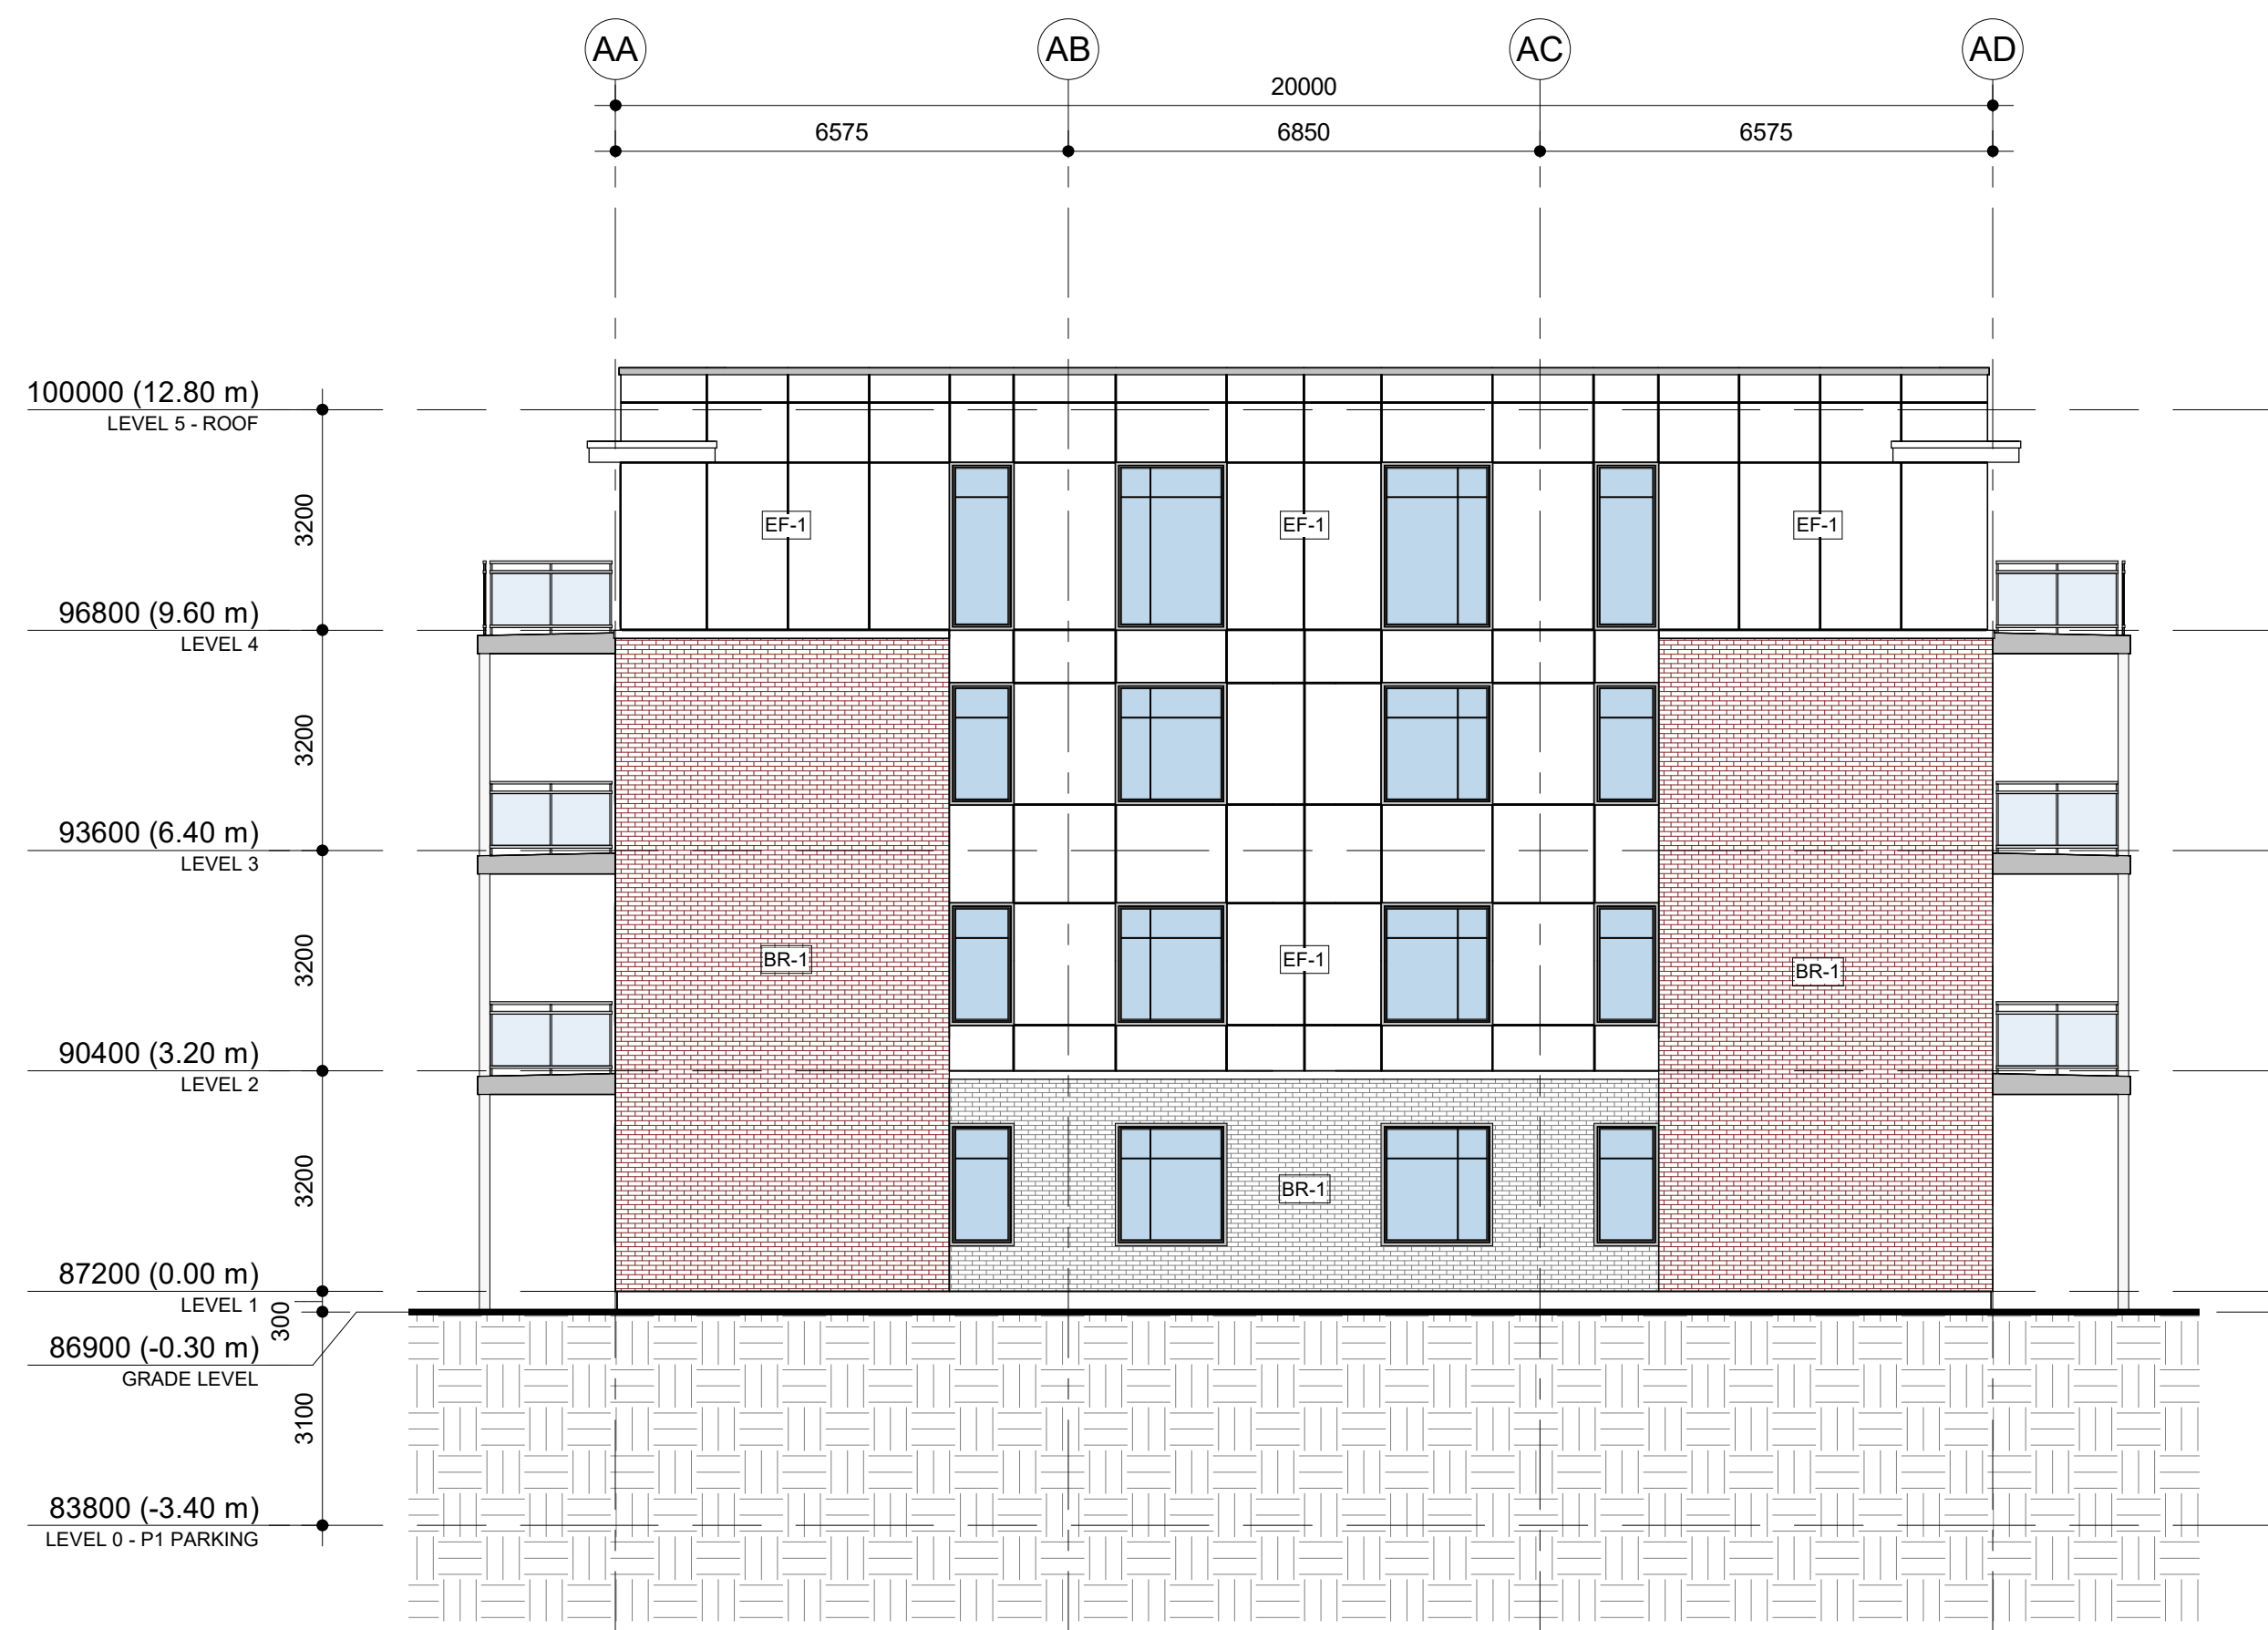 AA AB AC AD
20000
6575 6850 6575
100000 (12.80 m)
LEVEL 5 - ROOF
3200
EF-1 EF-1 EF-1
96800 (9.60 m)
LEVEL 4
3200
93600 (6.40 m)
LEVEL 3
3200
BR-1 EF-1 BR-1
90400 (3.20 m)
LEVEL 2
3200
BR-1
87200 (0.00 m)
LEVEL 1
300
86900 (-0.30 m)
GRADE LEVEL
3100
83800 (-3.40 m)
LEVEL 0 - P1 PARKING